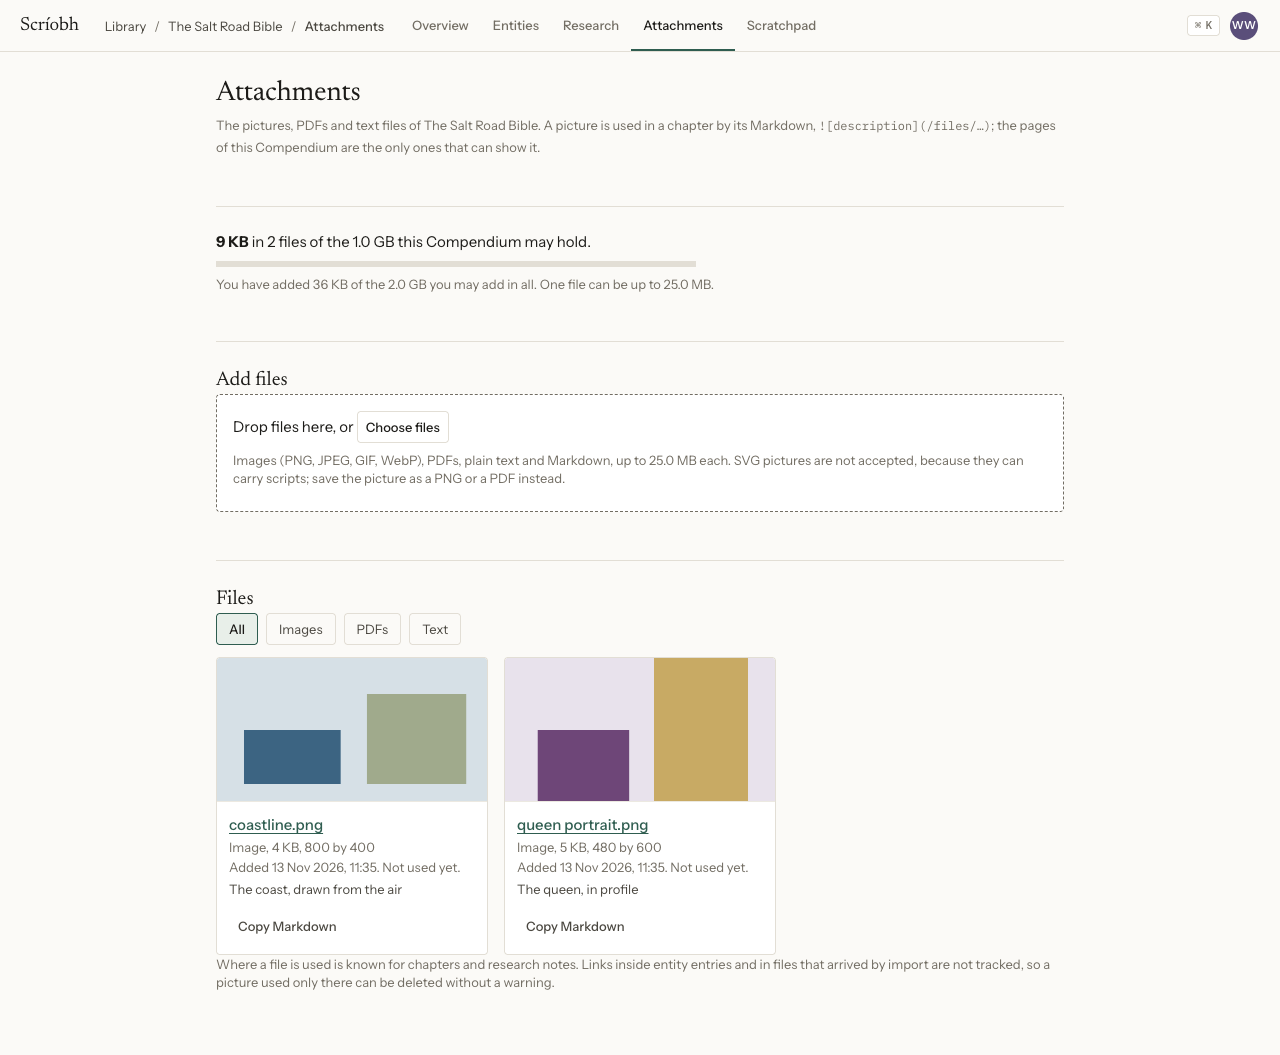 Scríobh
Library / The Salt Road Bible / Attachments
Overview
Entities
Research
Attachments
Scratchpad
⌘ K
WW
Attachments
The pictures, PDFs and text files of The Salt Road Bible. A picture is used in a chapter by its Markdown, ![description](/files/…); the pages
of this Compendium are the only ones that can show it.
9 KB in 2 files of the 1.0 GB this Compendium may hold.
You have added 36 KB of the 2.0 GB you may add in all. One file can be up to 25.0 MB.
Add files
Drop files here, or Choose files
Images (PNG, JPEG, GIF, WebP), PDFs, plain text and Markdown, up to 25.0 MB each. SVG pictures are not accepted, because they can
carry scripts; save the picture as a PNG or a PDF instead.
Files
All
Images
PDFs
Text
coastline.png
Image, 4 KB, 800 by 400
Added 13 Nov 2026, 11:35. Not used yet.
The coast, drawn from the air
Copy Markdown
queen portrait.png
Image, 5 KB, 480 by 600
Added 13 Nov 2026, 11:35. Not used yet.
The queen, in profile
Copy Markdown
Where a file is used is known for chapters and research notes. Links inside entity entries and in files that arrived by import are not tracked, so a
picture used only there can be deleted without a warning.